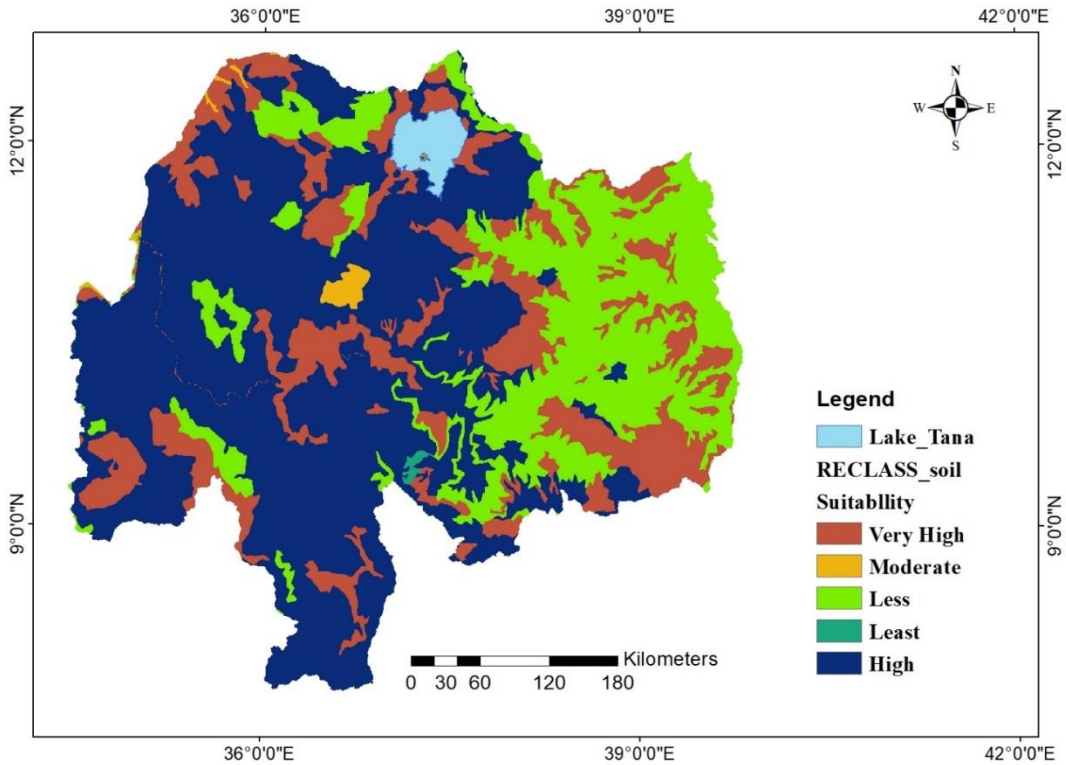 36°0'0"E 39°0'0"E 42°0'0"E
N
W E
S
12°0'0"N 12°0'0"N
Legend
Lake_Tana
RECLASS_soil
Suitabllity
Very High
Moderate
Less
Least
High
9°0'0"N 9°0'0"N
Kilometers
0 30 60 120 180
36°0'0"E 39°0'0"E 42°0'0"E